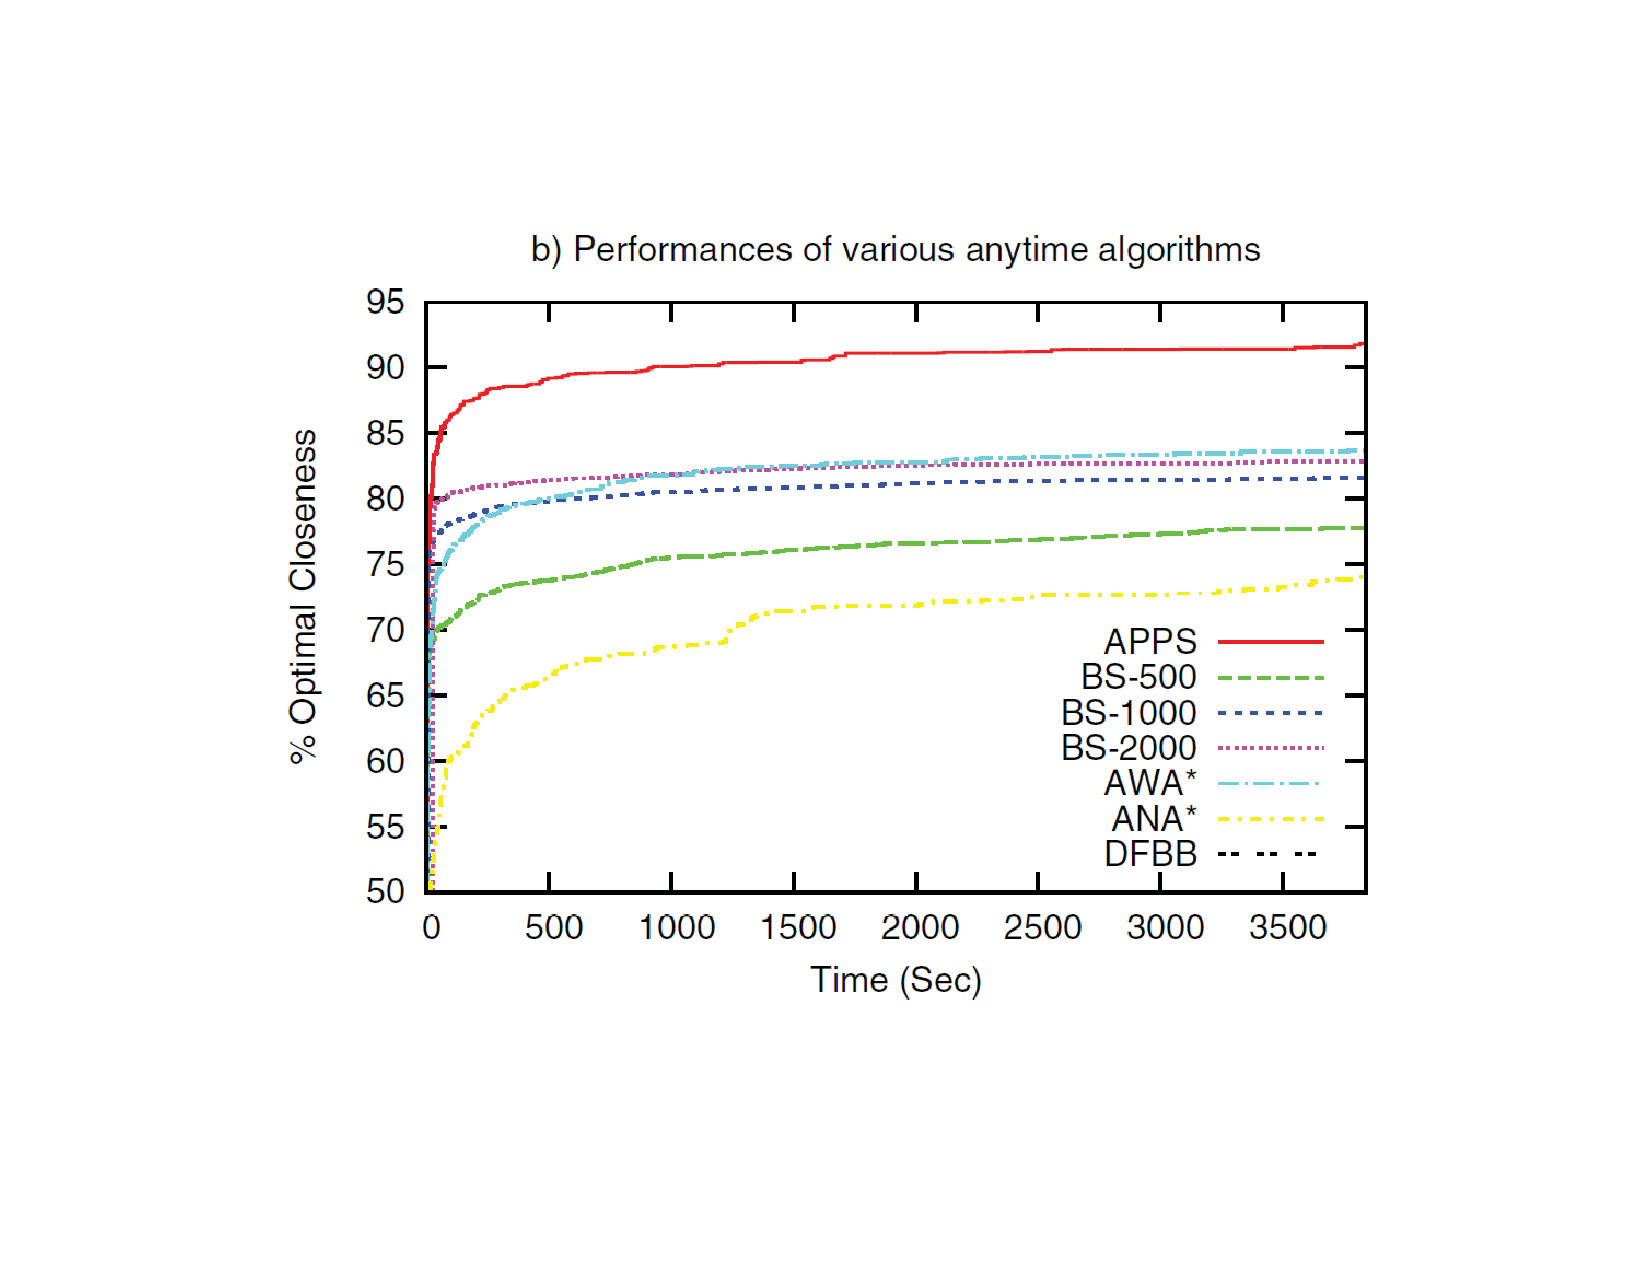 b) Performances of various anytime algorithms
95
90
85
80
75
70
65
60
55
50
% Optimal Closeness
APPS
BS-500
BS-1000
BS-2000
AWA*
ANA*
DFBB
0 500 1000 1500 2000 2500 3000 3500
Time (Sec)